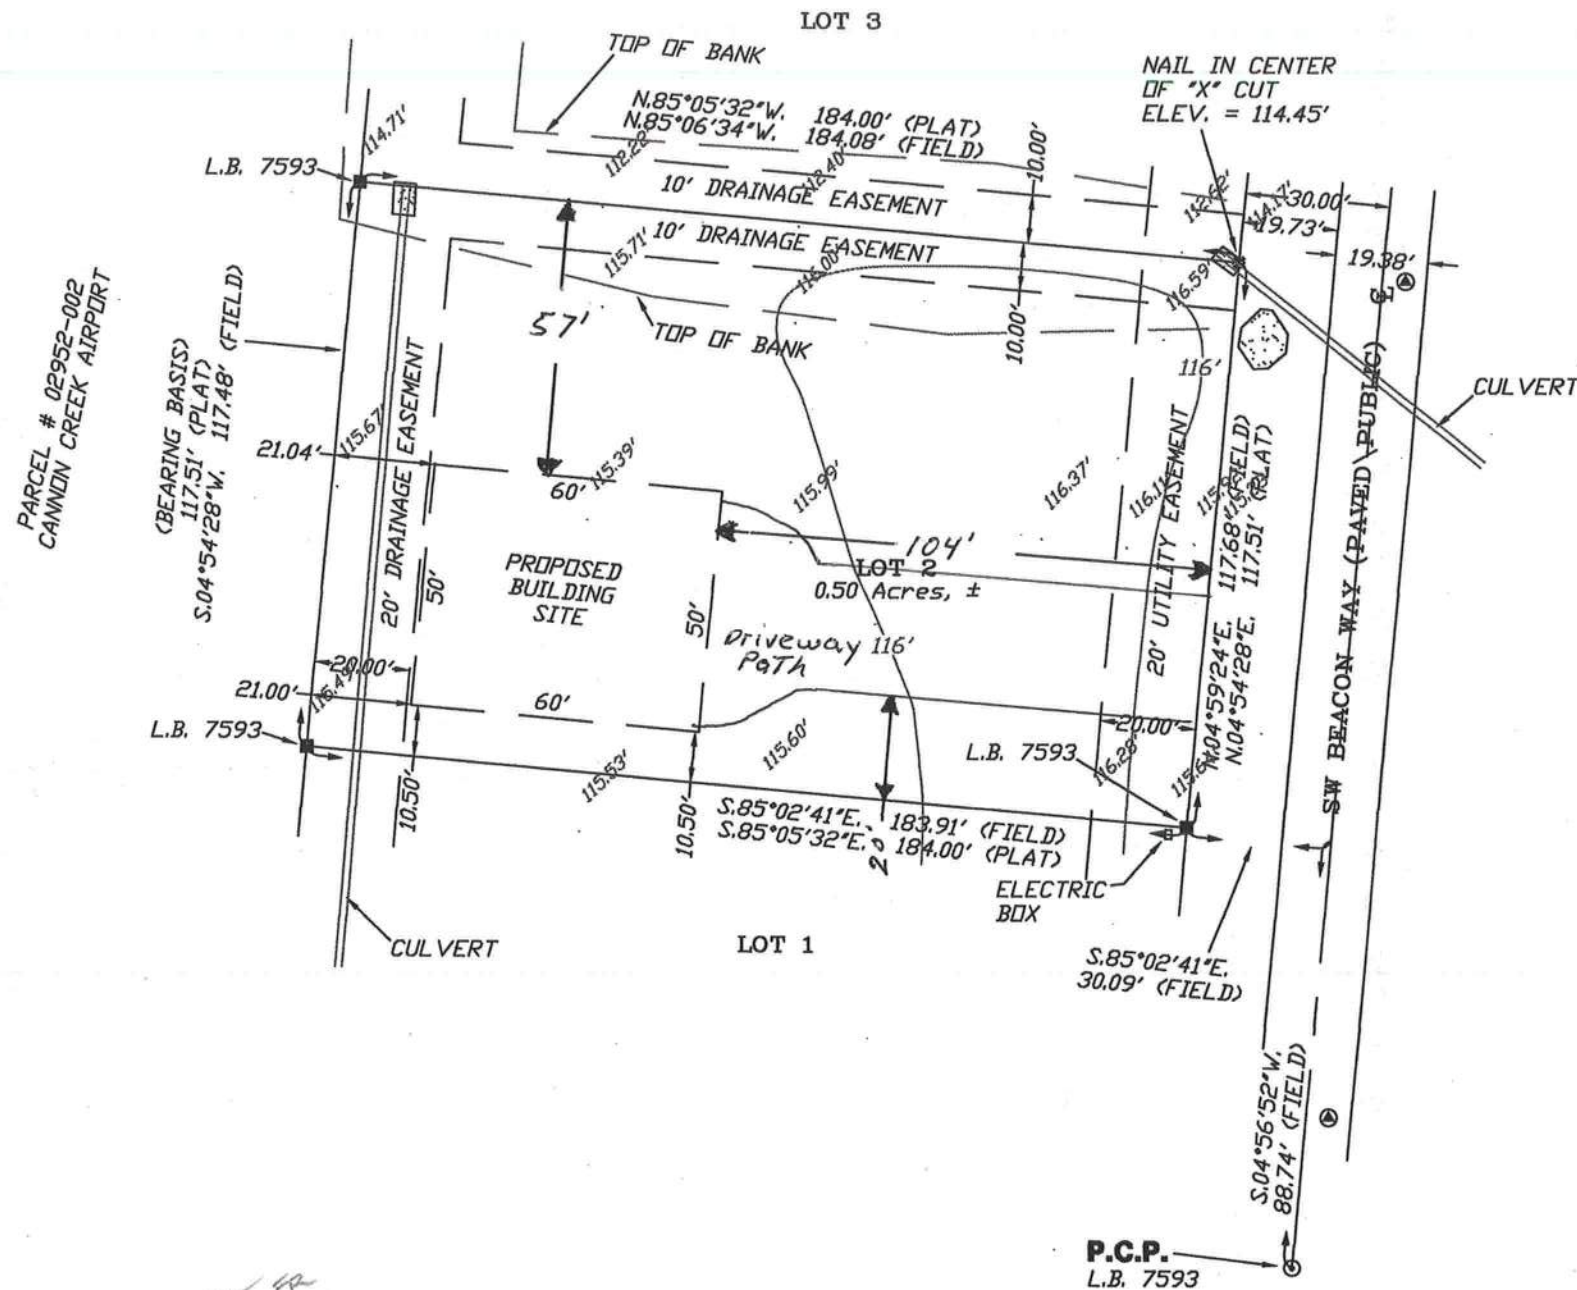 LOT 3
TOP OF BANK
NAIL IN CENTER
OF "X" CUT
ELEV. = 114.45'
N.85°05'32"W. 184.00' (PLAT)
N.85°06'34"W. 184.08' (FIELD)
114.71'
L.B. 7593
112.22'
112.40'
10.00'
10' DRAINAGE EASEMENT
112.62'
114.17'
30.00'
19.73'
19.38'
10' DRAINAGE EASEMENT
115.71'
116.00'
116.59'
10.00'
57'
TOP OF BANK
116'
CULVERT
PARCEL # 02952-002
CANNON CREEK AIRPORT
(BEARING BASIS)
117.51' (PLAT)
S.04°54'28"W. 117.48' (FIELD)
21.04'
115.67'
20' DRAINAGE EASEMENT
60'
115.39'
115.99'
116.37'
116.11'
20' UTILITY EASEMENT
N.04°59'24"E. 117.68' (FIELD)
N.04°54'28"E. 117.51' (PLAT)
SW BEACON WAY (PAVED\PUBLIC)
104'
LOT 2
0.50 Acres, ±
PROPOSED
BUILDING
SITE
50'
50'
Driveway
PaTh
116'
20.00'
21.00'
60'
20.00'
L.B. 7593
L.B. 7593
115.53'
115.60'
116.28'
10.50'
10.50'
20'
S.85°02'41"E. 183.91' (FIELD)
S.85°05'32"E. 184.00' (PLAT)
ELECTRIC
BOX
CULVERT
LOT 1
S.85°02'41"E.
30.09' (FIELD)
S.04°56'52"W.
88.74' (FIELD)
P.C.P.
L.B. 7593